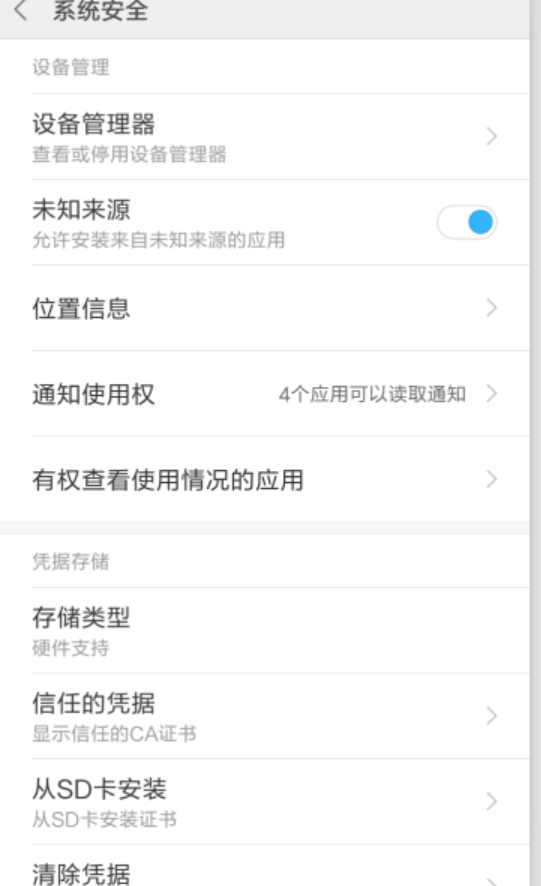 系统安全
设备管理
设备管理器
查看或停用设备管理器
未知来源
允许安装来自未知来源的应用
位置信息
通知使用权 4个应用可以读取通知
有权查看使用情况的应用
凭据存储
存储类型
硬件支持
信任的凭据
显示信任的CA证书
从SD卡安装
从SD卡安装证书
清除凭据